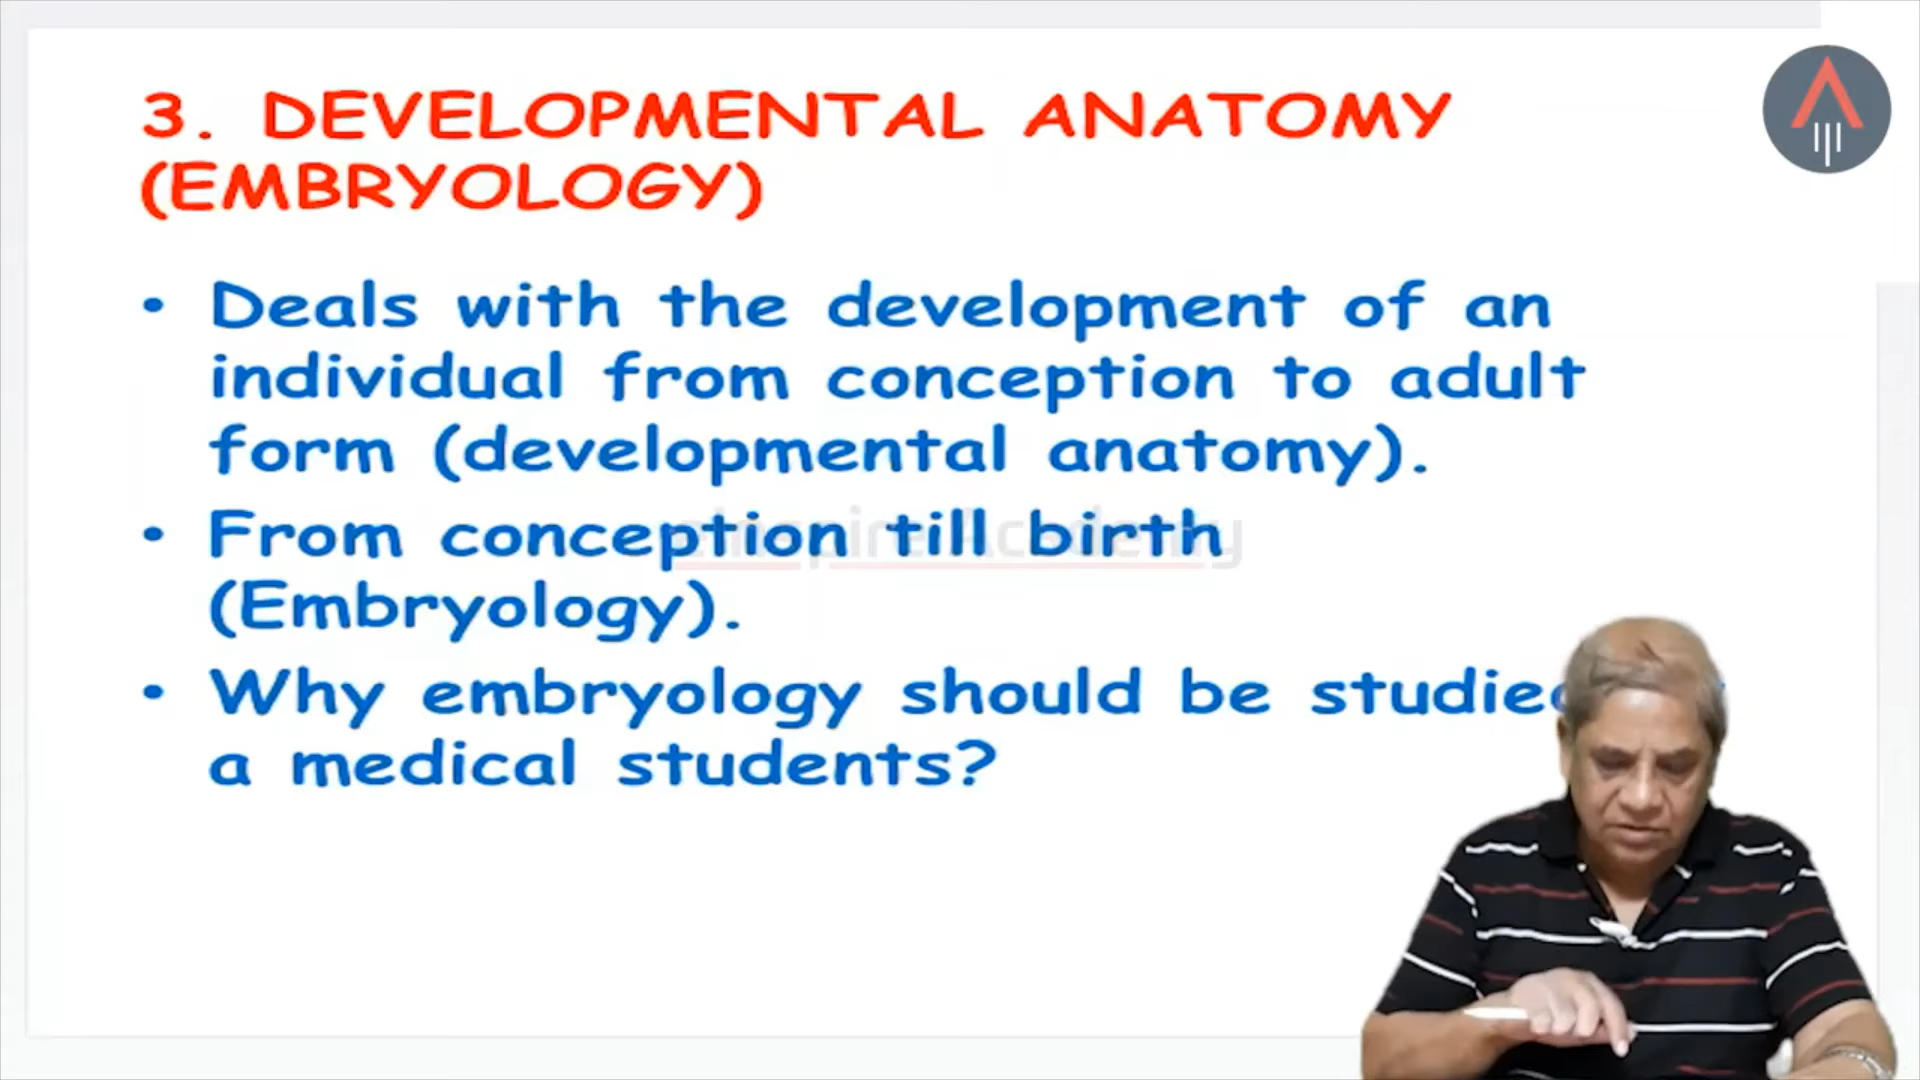 3. DEVELOPMENTAL ANATOMY
(EMBRYOLOGY)
• Deals with the development of an
individual from conception to adult
form (developmental anatomy).
• From conception till birth
(Embryology).
• Why embryology should be studied
a medical students?